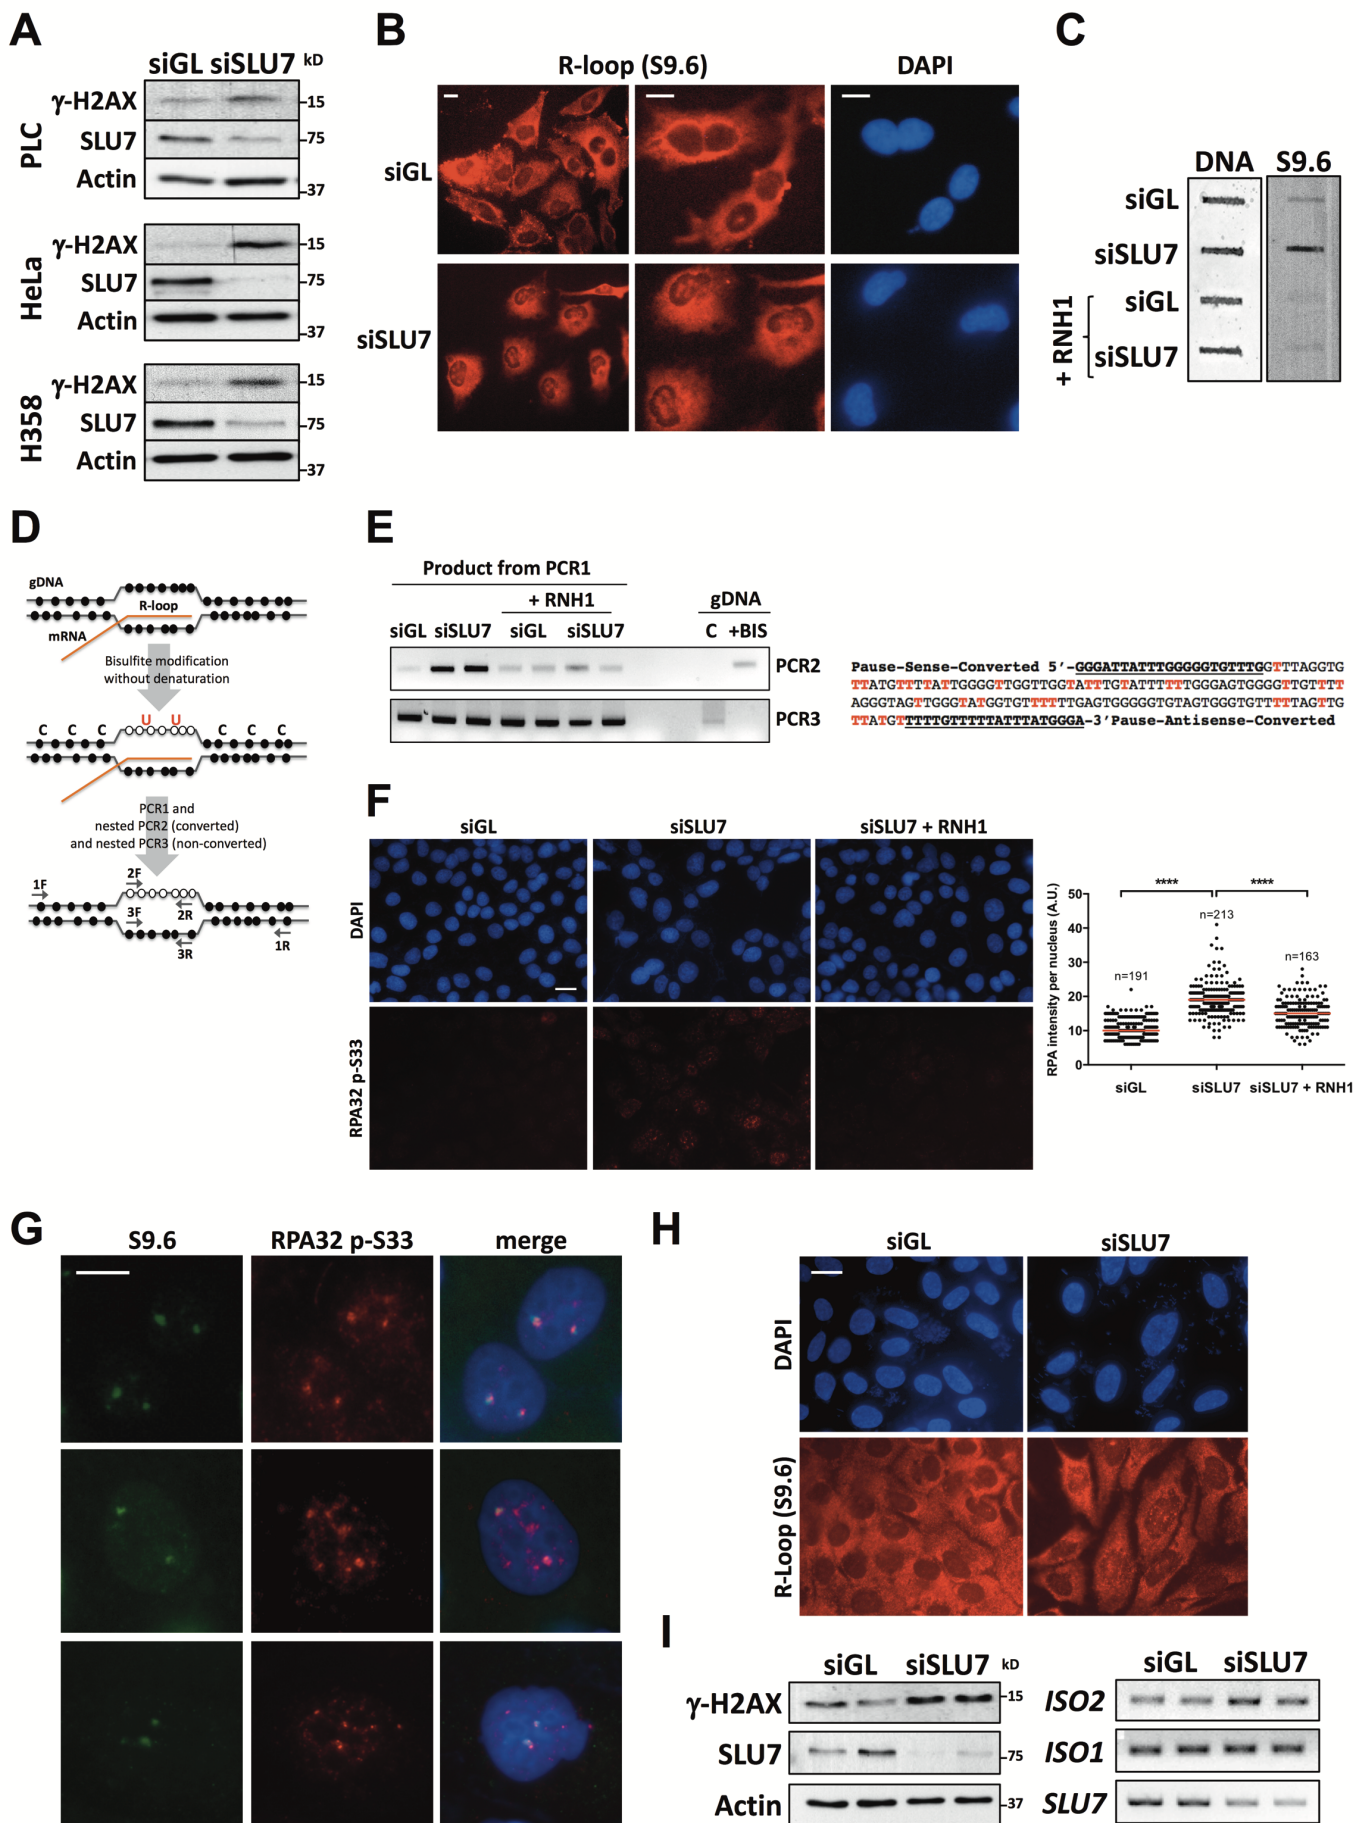 A
siGL siSLU7 kD
PLC
γ-H2AX
-15
SLU7
-75
Actin
-37
HeLa
γ-H2AX
-15
SLU7
-75
Actin
-37
H358
γ-H2AX
-15
SLU7
-75
Actin
-37
B
R-loop (S9.6)
DAPI
siGL
siSLU7
C
DNA S9.6
siGL
siSLU7
+ RNH1
siGL
siSLU7
D
gDNA
R-loop
mRNA
Bisulfite modification
without denaturation
U U
C C C C C C
PCR1 and
nested PCR2 (converted)
and nested PCR3 (non-converted)
1F
2F
2R
3F
3R
1R
E
Product from PCR1
+ RNH1
gDNA
siGL siSLU7 siGL siSLU7 C +BIS
PCR2
PCR3
Pause-Sense-Converted 5'-GGGATTATTTGGGGGTGTTTGGTTTAGGTG
TTATGTTTTATTGGGGTTGGTTGGTATTTGTATTTTTTGGGAGTGGGGTTGTTTT
AGGGTAGTTGGGTATGGTGTTTTTTGAGTGGGGGTGTAGTGGGTGTTTTTAGTTG
TTATGTTTTTGTTTTTATTTATGGGA-3'Pause-Antisense-Converted
F
siGL
siSLU7
siSLU7 + RNH1
DAPI
RPA32 p-S33
RPA intensity per nucleus (A.U.)
50
40
30
20
10
0
****
****
n=191
n=213
n=163
siGL
siSLU7
siSLU7 + RNH1
G
S9.6
RPA32 p-S33
merge
H
siGL
siSLU7
DAPI
R-Loop (S9.6)
I
siGL siSLU7 kD
γ-H2AX
-15
SLU7
-75
Actin
-37
siGL siSLU7
ISO2
ISO1
SLU7